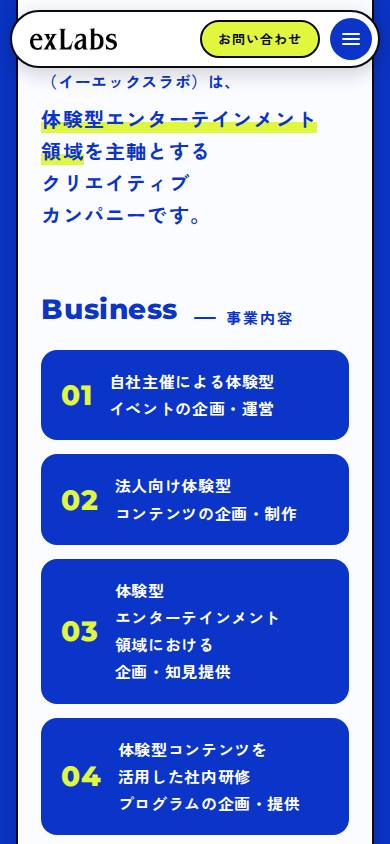 exLabs
お問い合わせ
（イーエックスラボ）は、
体験型エンターテインメント
領域を主軸とする
クリエイティブ
カンパニーです。
Business — 事業内容
01 自社主催による体験型
イベントの企画・運営
02 法人向け体験型
コンテンツの企画・制作
03 体験型
エンターテインメント
領域における
企画・知見提供
04 体験型コンテンツを
活用した社内研修
プログラムの企画・提供